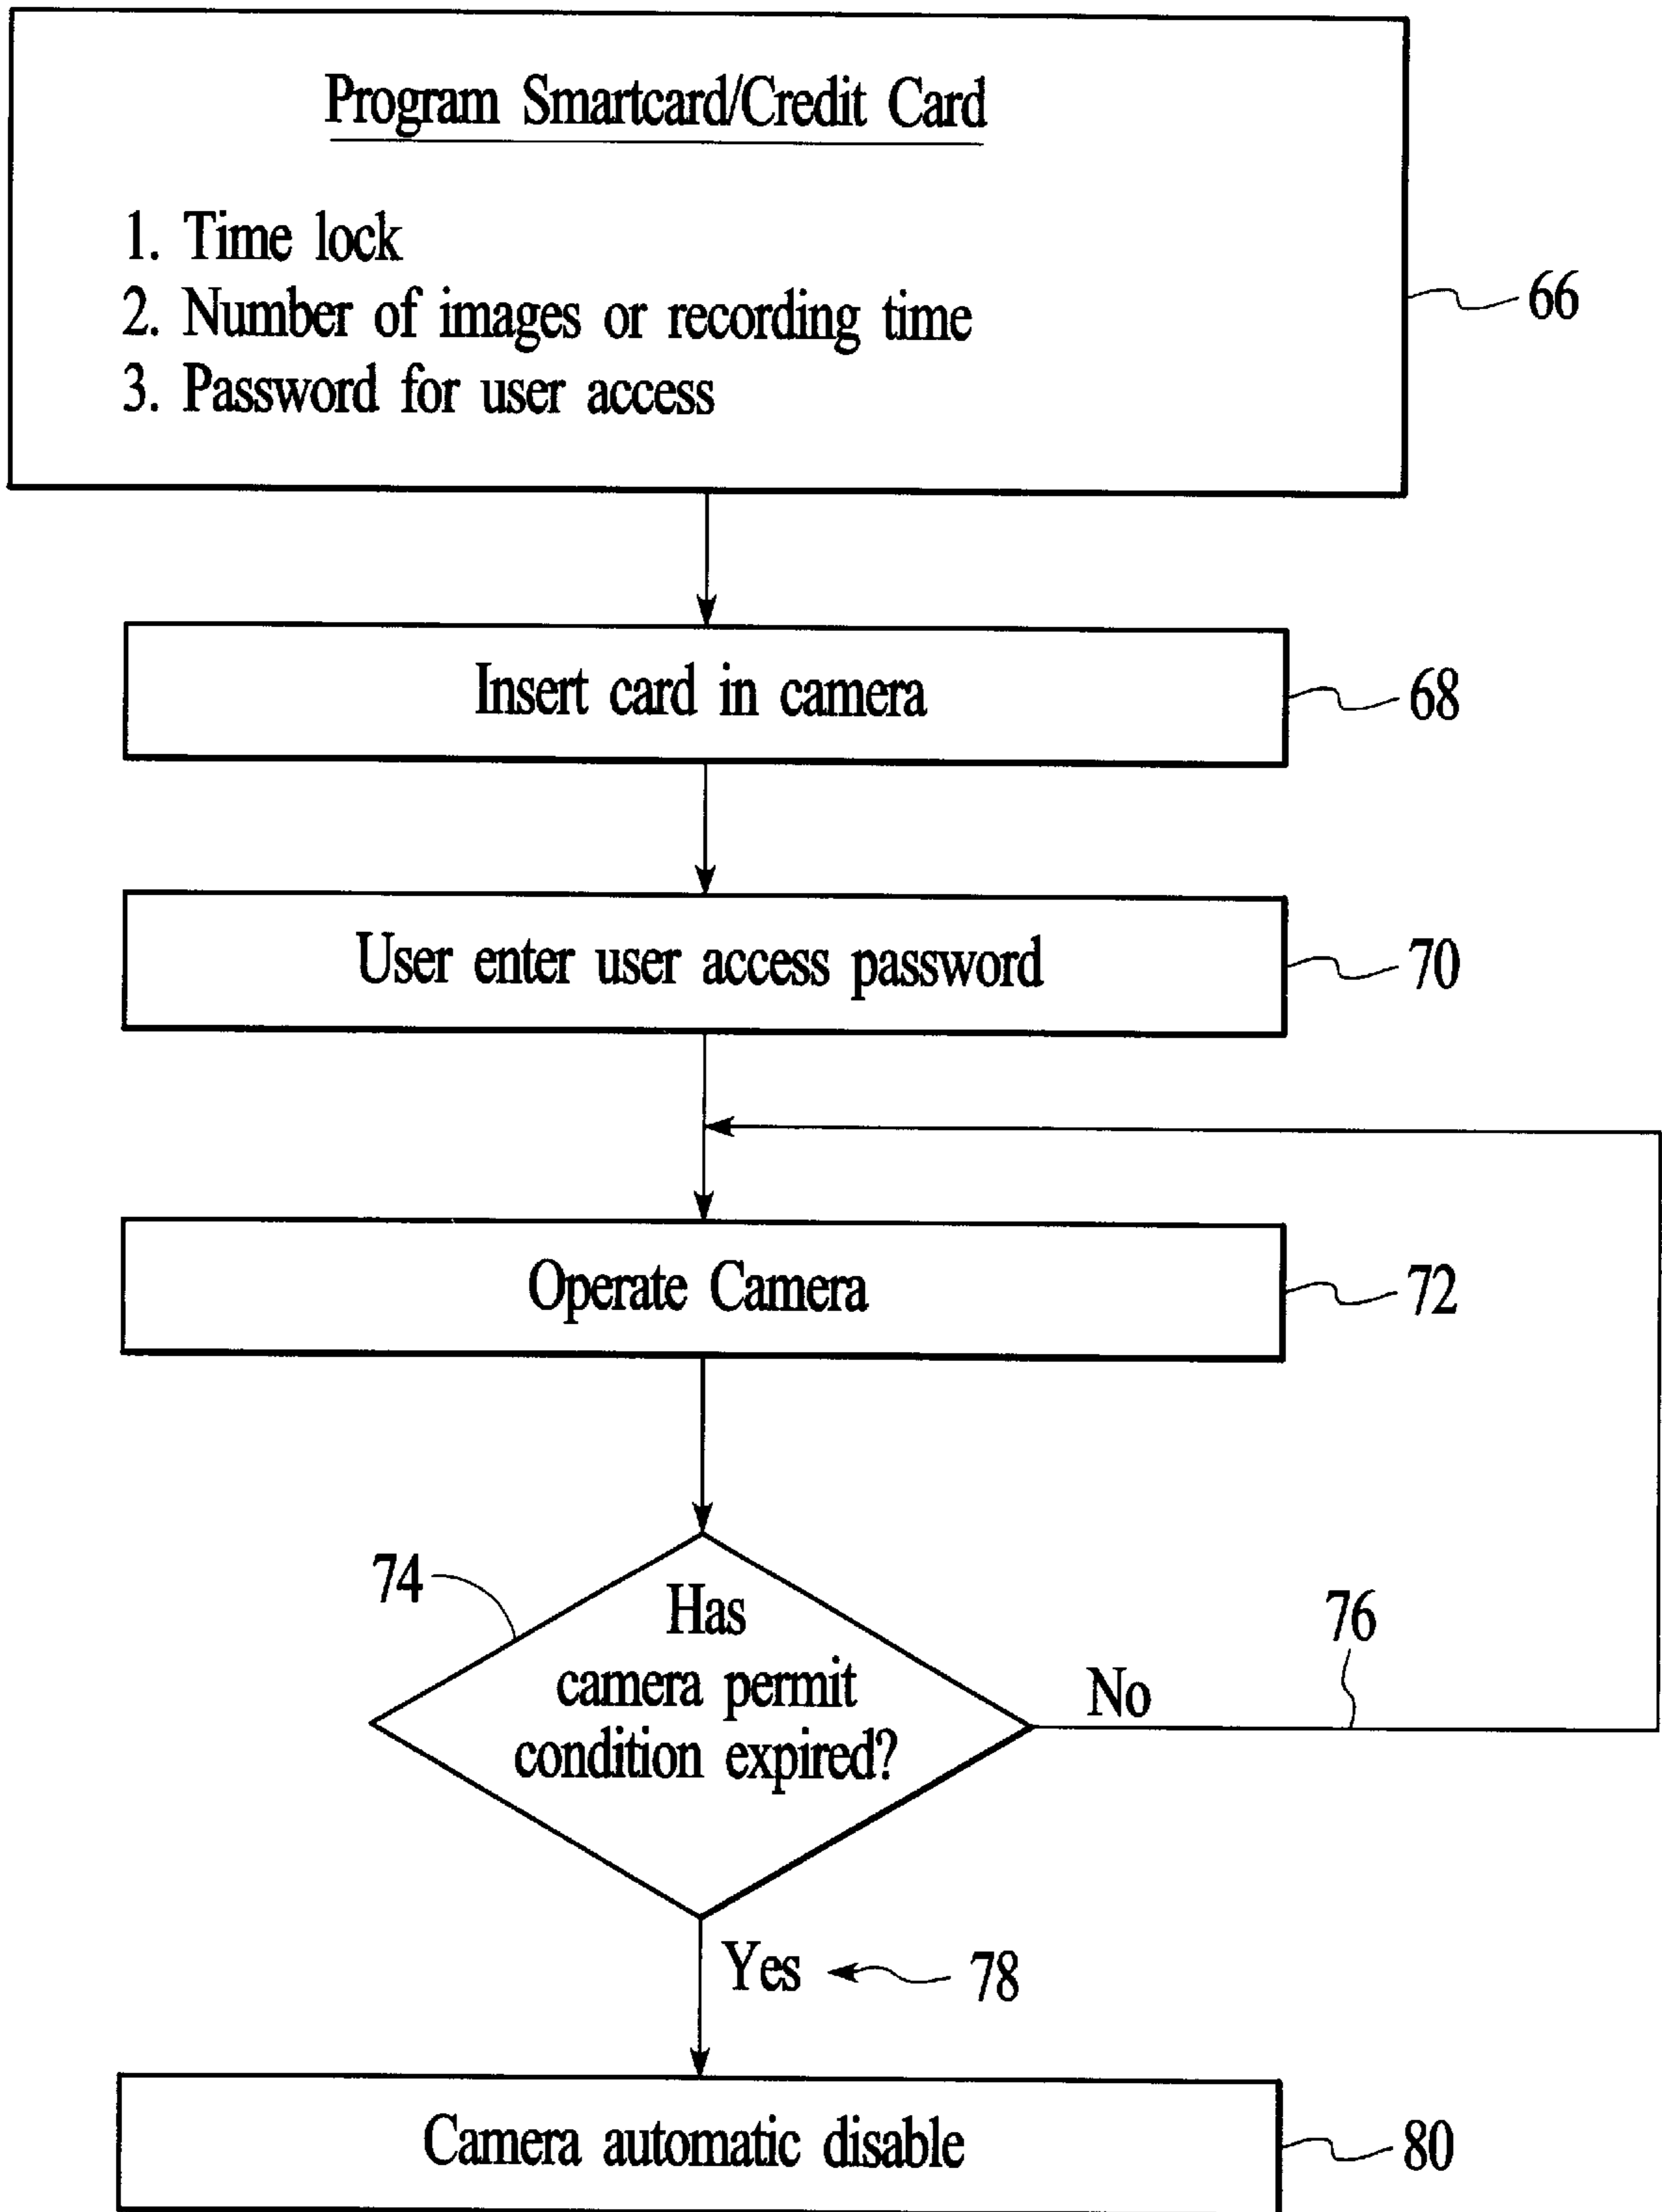 Program Smartcard/Credit Card
1. Time lock
2. Number of images or recording time
3. Password for user access
66
Insert card in camera
68
User enter user access password
70
Operate Camera
72
74
Has
camera permit
condition expired?
No
76
Yes
78
Camera automatic disable
80